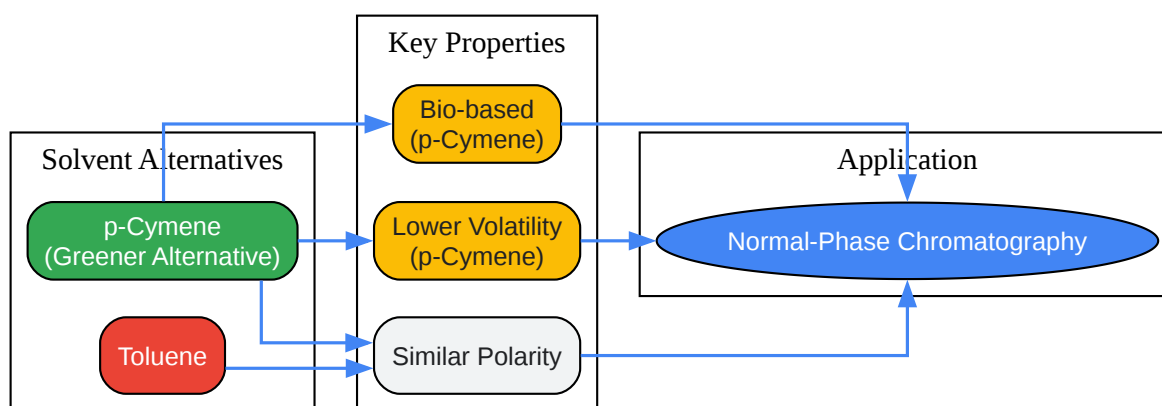 Key Properties
Bio-based
(p-Cymene)
Solvent Alternatives
Application
p-Cymene
(Greener Alternative)
Lower Volatility
(p-Cymene)
Normal-Phase Chromatography
Toluene
Similar Polarity